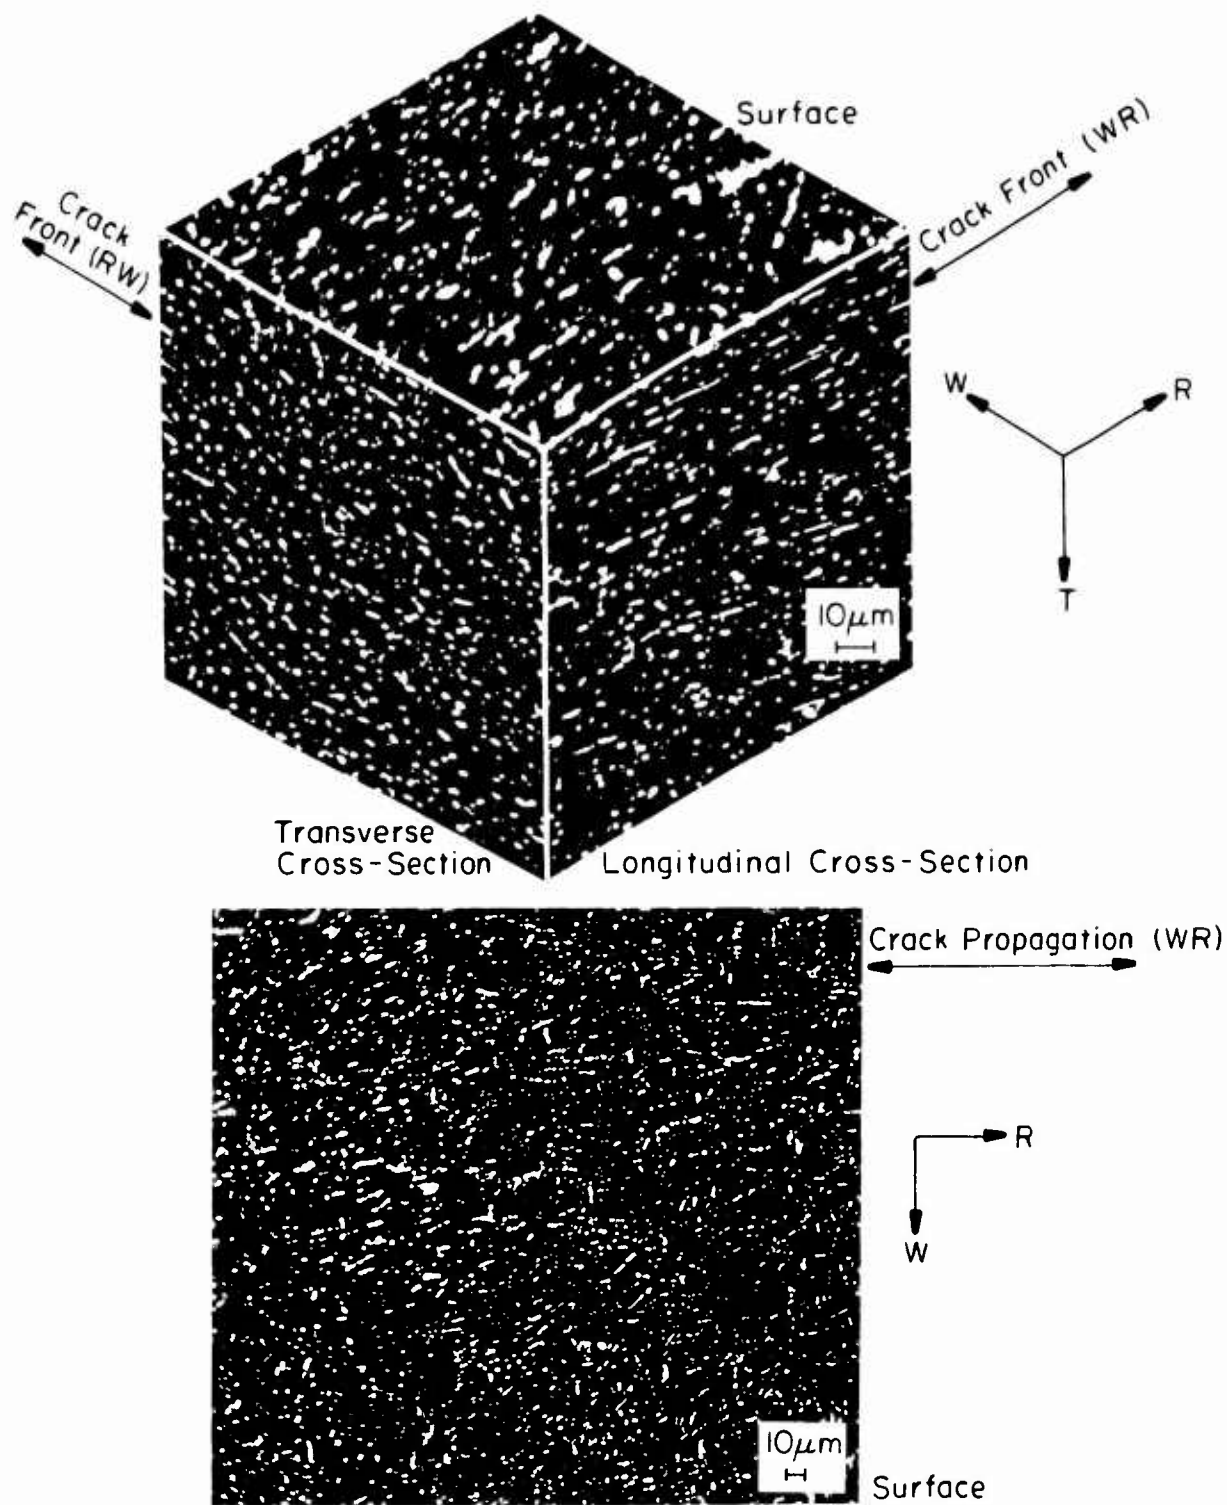 Surface
Crack Front (WR)
Crack
Front (RW)
W
R
T
10μm
Transverse
Cross-Section
Longitudinal Cross-Section
Crack Propagation (WR)
R
W
10μm
Surface